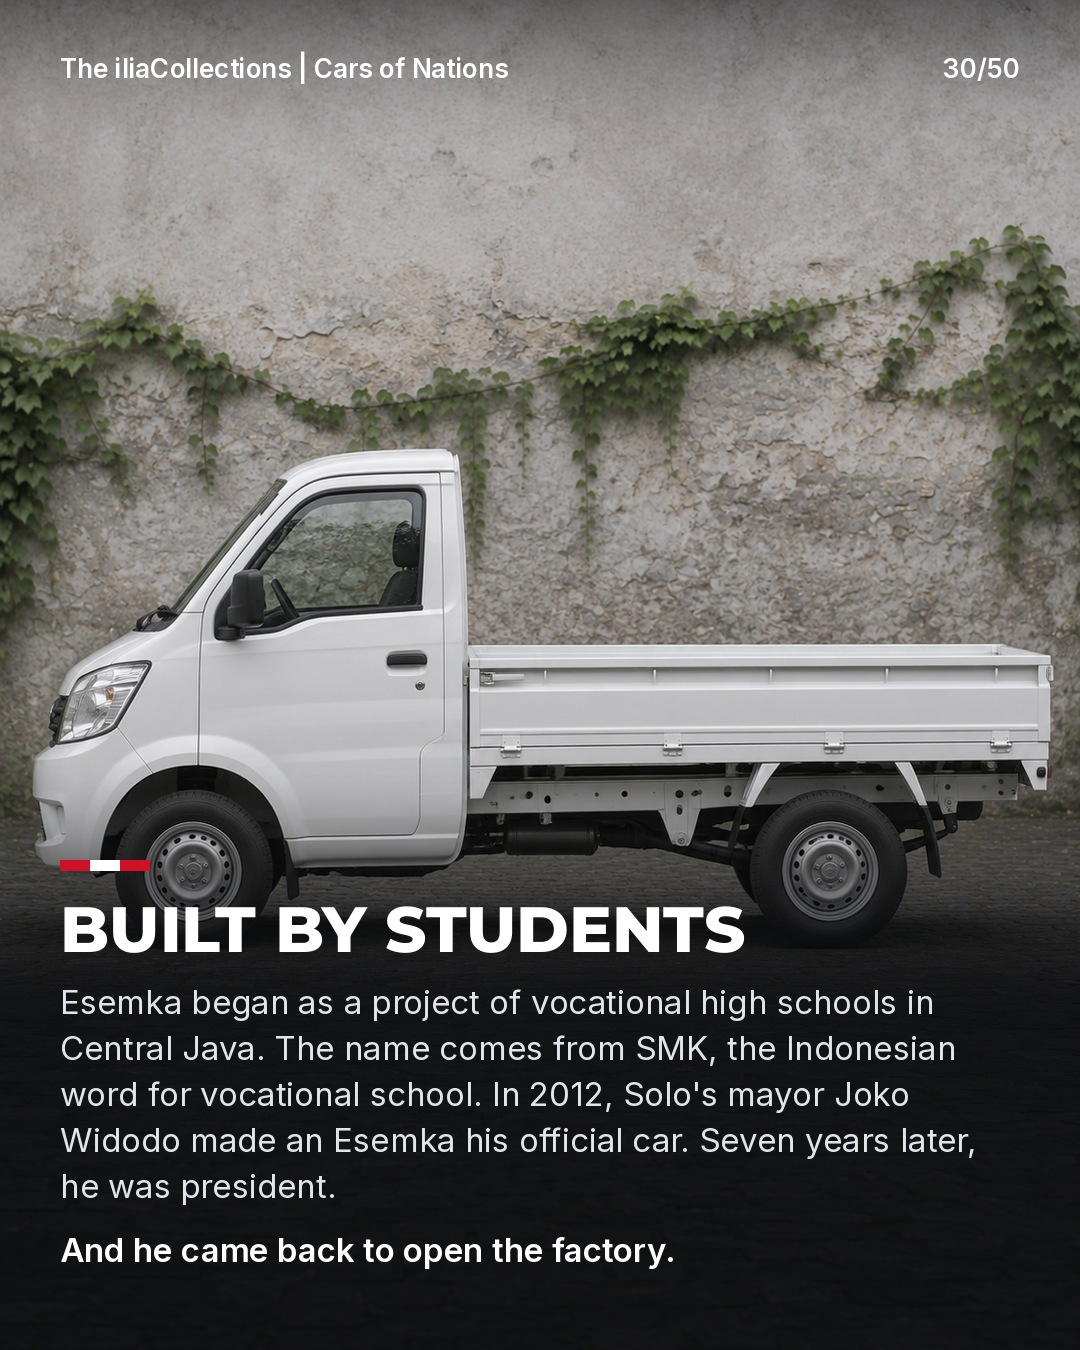 The iliaCollections | Cars of Nations
30/50
BUILT BY STUDENTS
Esemka began as a project of vocational high schools in
Central Java. The name comes from SMK, the Indonesian
word for vocational school. In 2012, Solo's mayor Joko
Widodo made an Esemka his official car. Seven years later,
he was president.
And he came back to open the factory.